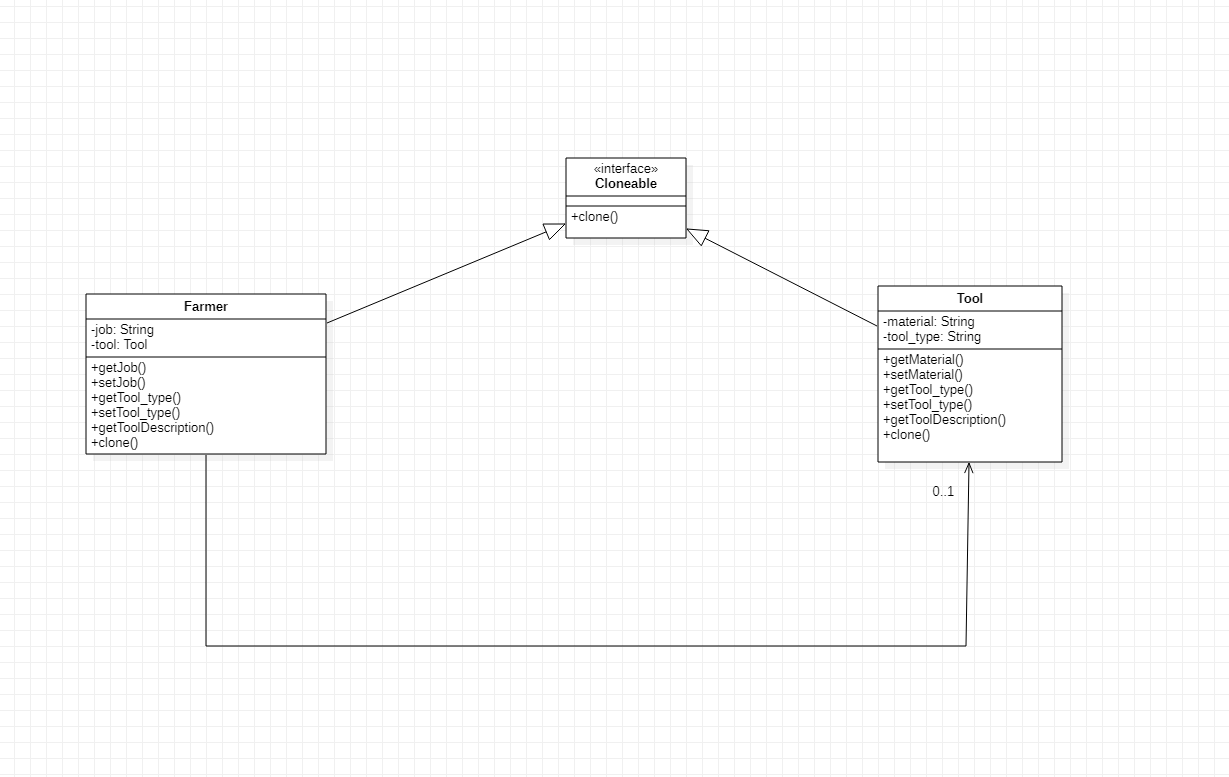 «interface»
Cloneable
+clone()
Farmer
-job: String
-tool: Tool
+getJob()
+setJob()
+getTool_type()
+setTool_type()
+getToolDescription()
+clone()
Tool
-material: String
-tool_type: String
+getMaterial()
+setMaterial()
+getTool_type()
+setTool_type()
+getToolDescription()
+clone()
0..1